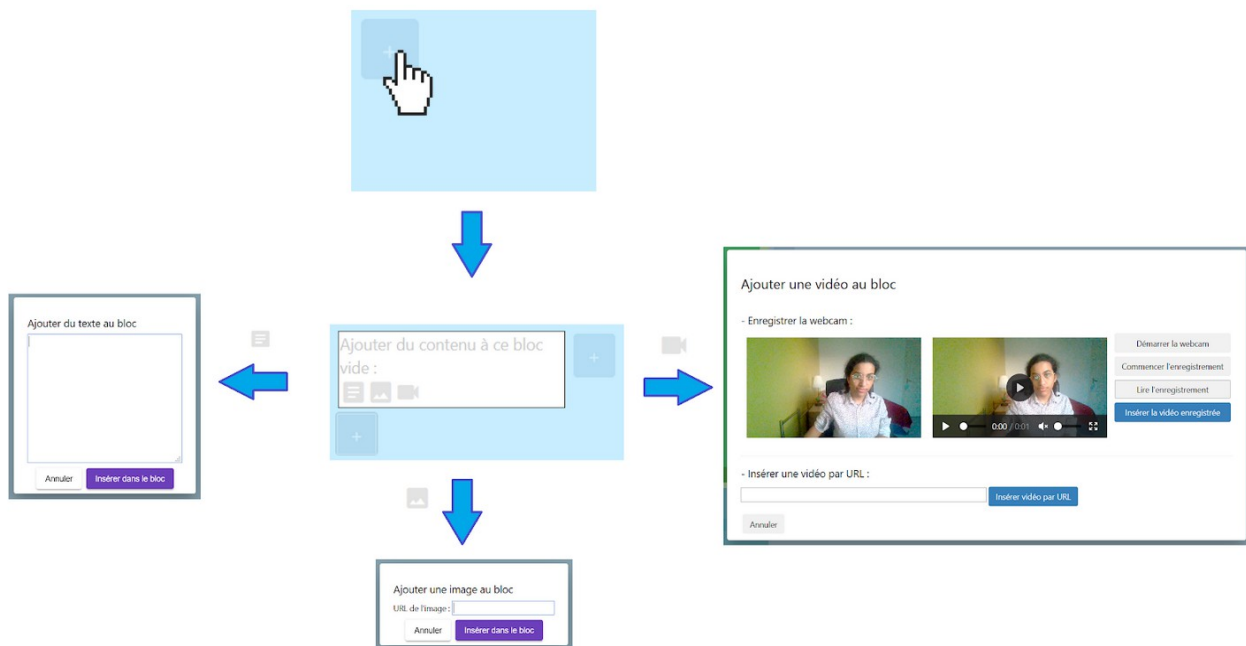 +
Ajouter du texte au bloc
Annuler
Insérer dans le bloc
Ajouter du contenu à ce bloc
vide :
+
+
Ajouter une image au bloc
URL de l'image :
Annuler
Insérer dans le bloc
Ajouter une vidéo au bloc
- Enregistrer la webcam :
0:00 / 0:01
Démarrer la webcam
Commencer l'enregistrement
Lire l'enregistrement
Insérer la vidéo enregistrée
- Insérer une vidéo par URL :
Insérer vidéo par URL
Annuler